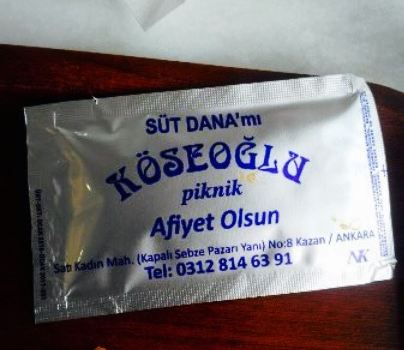 SÜT DANA'mı
KÖSEOĞLU
piknik
Afiyet Olsun
Satı Kadın Mah. (Kapalı Sebze Pazarı Yanı) No:8 Kazan / ANKARA
Tel: 0312 814 63 91
NK